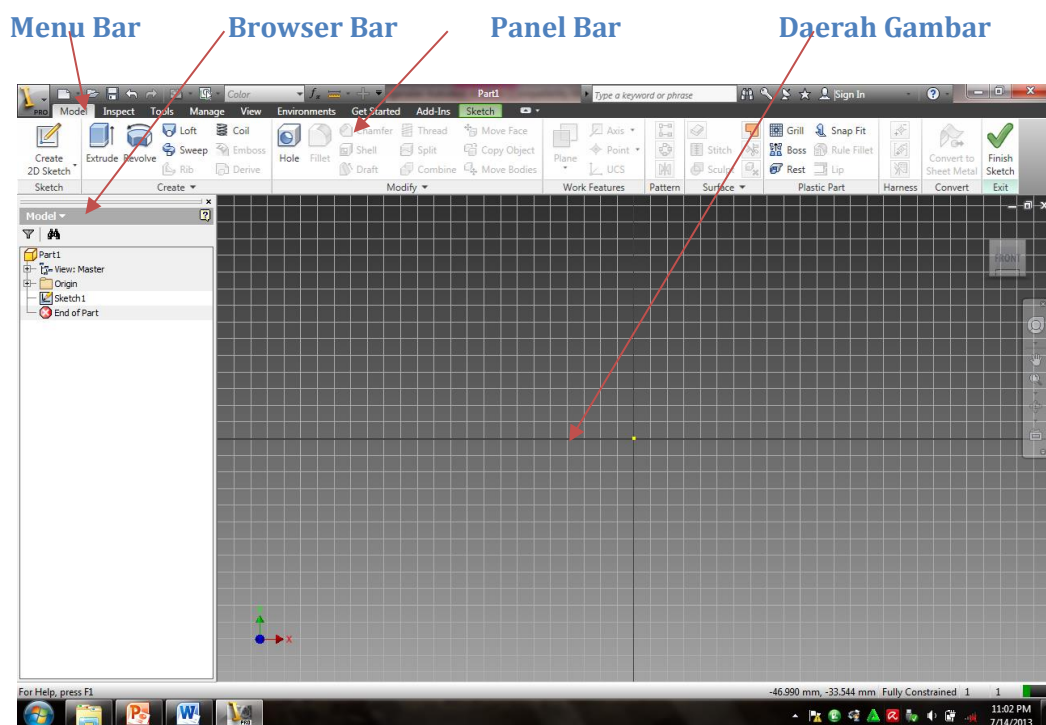 Menu Bar Browser Bar Panel Bar Daerah Gambar
Color Part1 Type a keyword or phrase Sign In
PRO Model Inspect Tools Manage View Environments Get Started Add-Ins Sketch
Create 2D Sketch Extrude Revolve Loft Sweep Rib Coil Emboss Derive Hole Fillet Chamfer Shell Draft Thread Split Combine Move Face Copy Object Move Bodies Plane Axis Point UCS Stitch Sculpt Grill Boss Rest Snap Fit Rule Fillet Lip Convert to Sheet Metal Finish Sketch
Sketch Create Modify Work Features Pattern Surface Plastic Part Harness Convert Exit
Model
Part1
View: Master
Origin
Sketch1
End of Part
FRONT
Y
X
For Help, press F1 -46.990 mm, -33.544 mm Fully Constrained 1 1
11:02 PM
7/14/2013